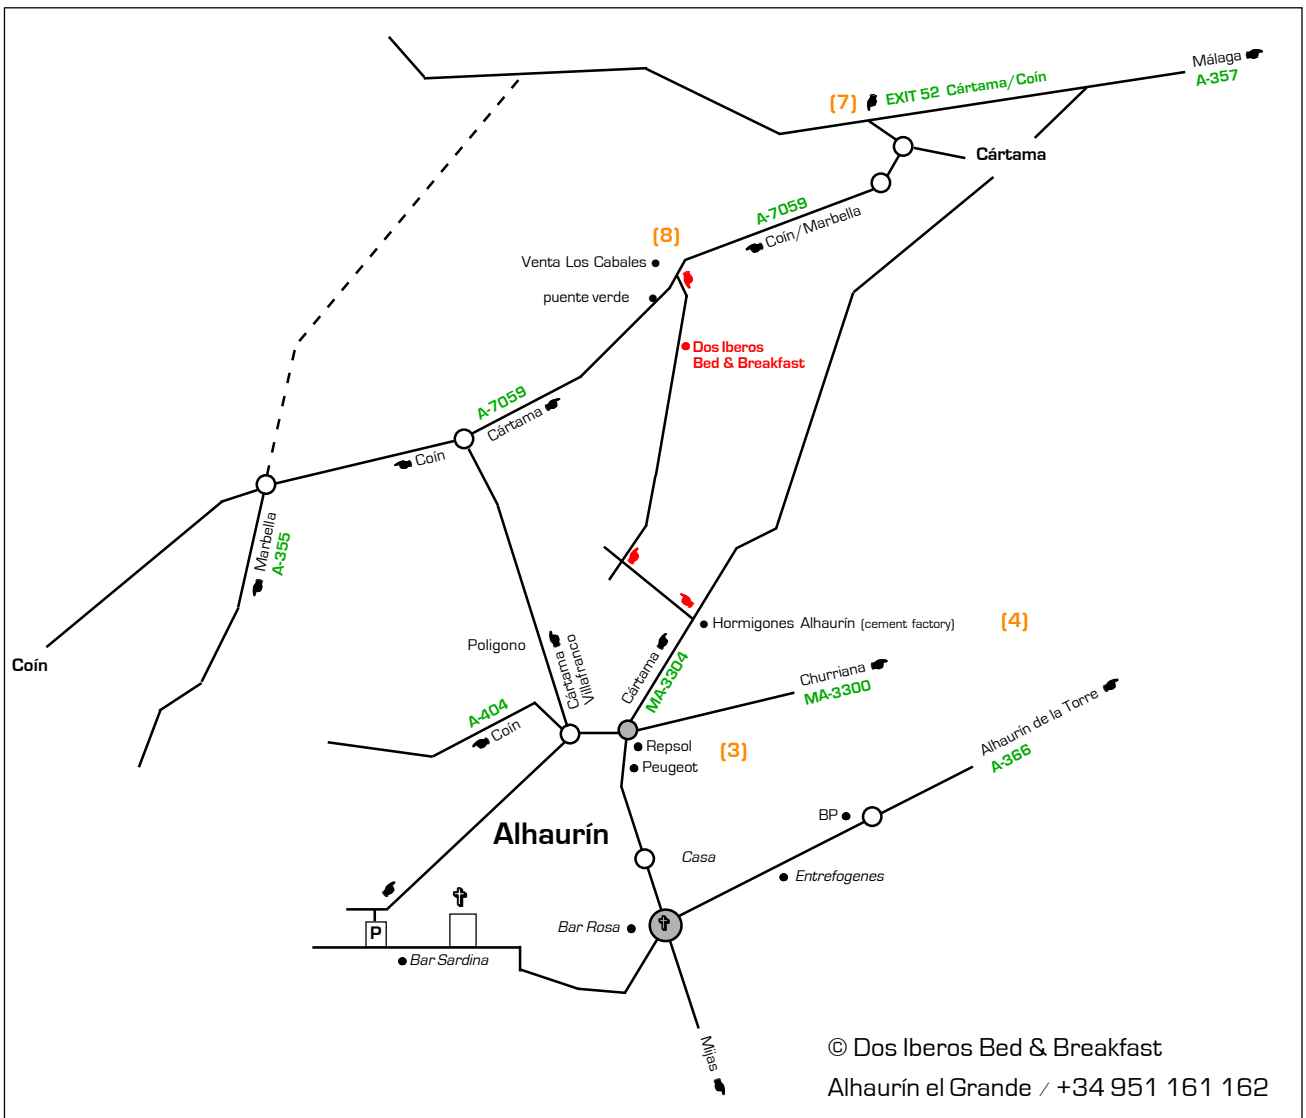 Málaga
A-357
(7)
EXIT 52 Cártama/Coín
Cártama
A-7059
Coín/Marbella
(8)
Venta Los Cabales
puente verde
Dos Iberos
Bed & Breakfast
A-7059
Cártama
Coín
Marbella
A-355
Coín
Poligono
Cártama
Villafranco
Cártama
MA-3304
Hormigones Alhaurín (cement factory)
(4)
Churriana
MA-3300
A-404
Coín
Repsol
Peugeot
(3)
Alhaurín de la Torre
A-366
BP
Alhaurín
Casa
Entrefogenes
Bar Rosa
P
Bar Sardina
Mijas
© Dos Iberos Bed & Breakfast
Alhaurín el Grande / +34 951 161 162